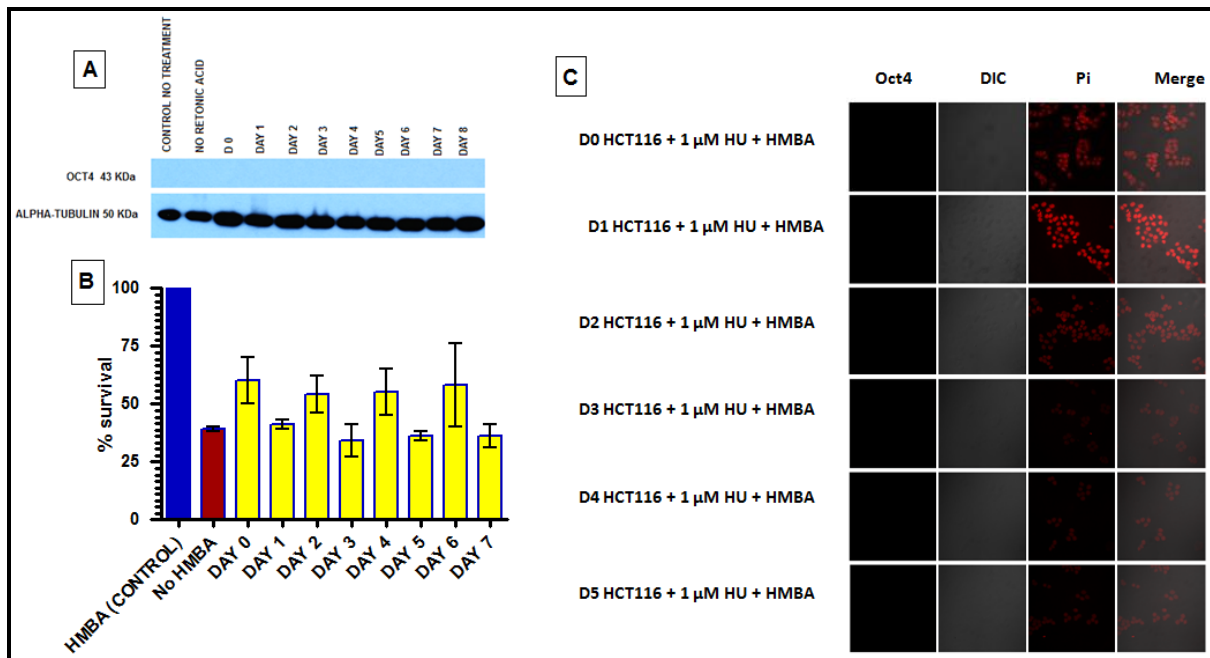 A
CONTROL NO TREATMENT
NO RETONIC ACID
D 0
DAY 1
DAY 2
DAY 3
DAY 4
DAY5
DAY 6
DAY 7
DAY 8
OCT4 43 KDa
ALPHA-TUBULIN 50 KDa
B
% survival
100
75
50
25
0
HMBA (CONTROL)
No HMBA
DAY 0
DAY 1
DAY 2
DAY 3
DAY 4
DAY 5
DAY 6
DAY 7
C
Oct4 DIC Pi Merge
D0 HCT116 + 1 µM HU + HMBA
D1 HCT116 + 1 µM HU + HMBA
D2 HCT116 + 1 µM HU + HMBA
D3 HCT116 + 1 µM HU + HMBA
D4 HCT116 + 1 µM HU + HMBA
D5 HCT116 + 1 µM HU + HMBA